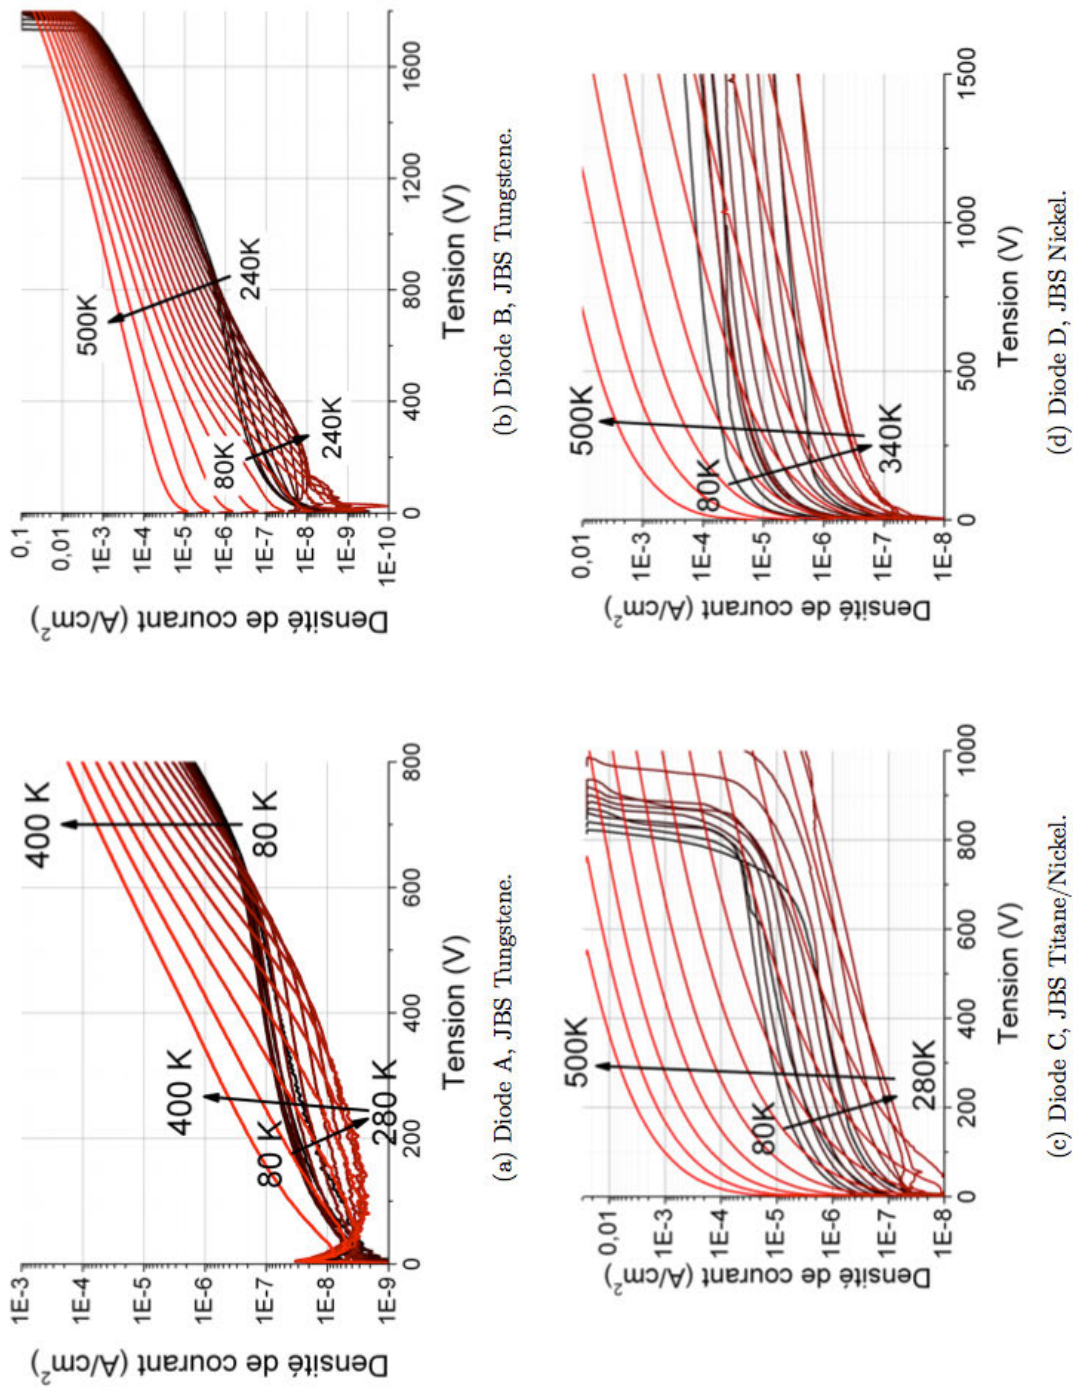 1E-3
1E-4
1E-5
1E-6
1E-7
1E-8
1E-9
Densité de courant (A/cm²)
0
200
400
600
800
Tension (V)
400 K
80 K
400 K
80 K
280 K
(a) Diode A, JBS Tungstene.
0,1
0,01
1E-3
1E-4
1E-5
1E-6
1E-7
1E-8
1E-9
1E-10
Densité de courant (A/cm²)
0
400
800
1200
1600
Tension (V)
500K
240K
80K
240K
(b) Diode B, JBS Tungstene.
0,01
1E-3
1E-4
1E-5
1E-6
1E-7
1E-8
Densité de courant (A/cm²)
0
200
400
600
800
1000
Tension (V)
500K
80K
280K
(c) Diode C, JBS Titane/Nickel.
0,01
1E-3
1E-4
1E-5
1E-6
1E-7
1E-8
Densité de courant (A/cm²)
0
500
1000
1500
Tension (V)
500K
80K
340K
(d) Diode D, JBS Nickel.